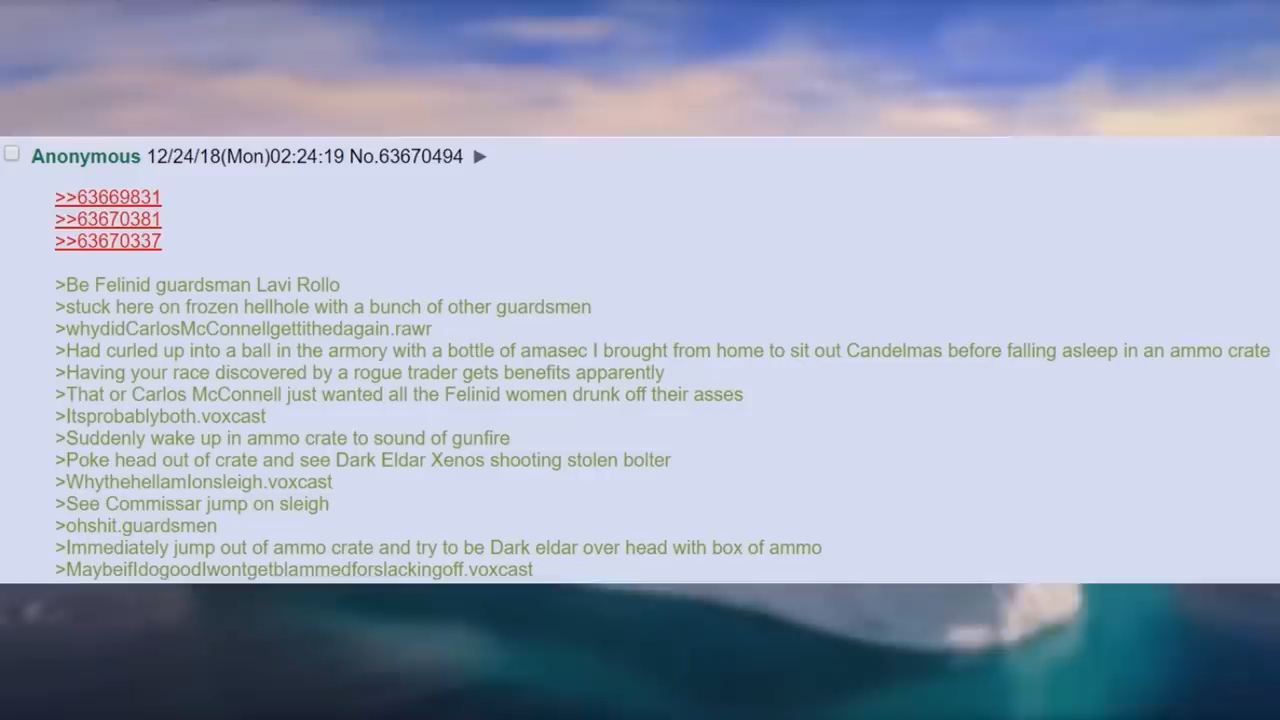 Anonymous 12/24/18(Mon)02:24:19 No.63670494 ▶
>>63669831
>>63670381
>>63670337
>Be Felinid guardsman Lavi Rollo
>stuck here on frozen hellhole with a bunch of other guardsmen
>whydidCarlosMcConnellgettithedagain.rawr
>Had curled up into a ball in the armory with a bottle of amasec I brought from home to sit out Candelmas before falling asleep in an ammo crate
>Having your race discovered by a rogue trader gets benefits apparently
>That or Carlos McConnell just wanted all the Felinid women drunk off their asses
>Itsprobablyboth.voxcast
>Suddenly wake up in ammo crate to sound of gunfire
>Poke head out of crate and see Dark Eldar Xenos shooting stolen bolter
>WhythehellamIonsleigh.voxcast
>See Commissar jump on sleigh
>ohshit.guardsmen
>Immediately jump out of ammo crate and try to be Dark eldar over head with box of ammo
>MaybeifIdogoodIwontgetblammedforslackingoff.voxcast